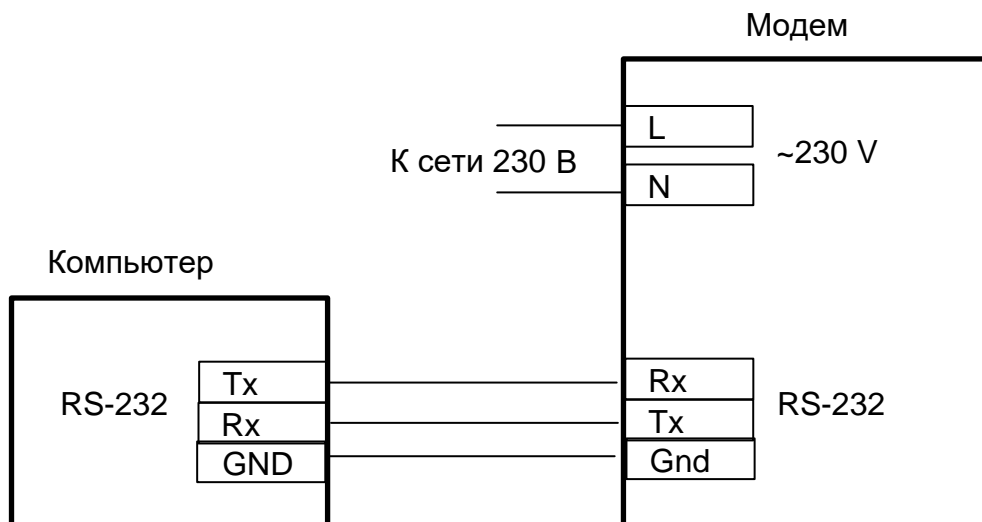 Модем
L
К сети 230 В
~230 V
N
Компьютер
RS-232
Tx
Rx
GND
Rx
Tx
Gnd
RS-232